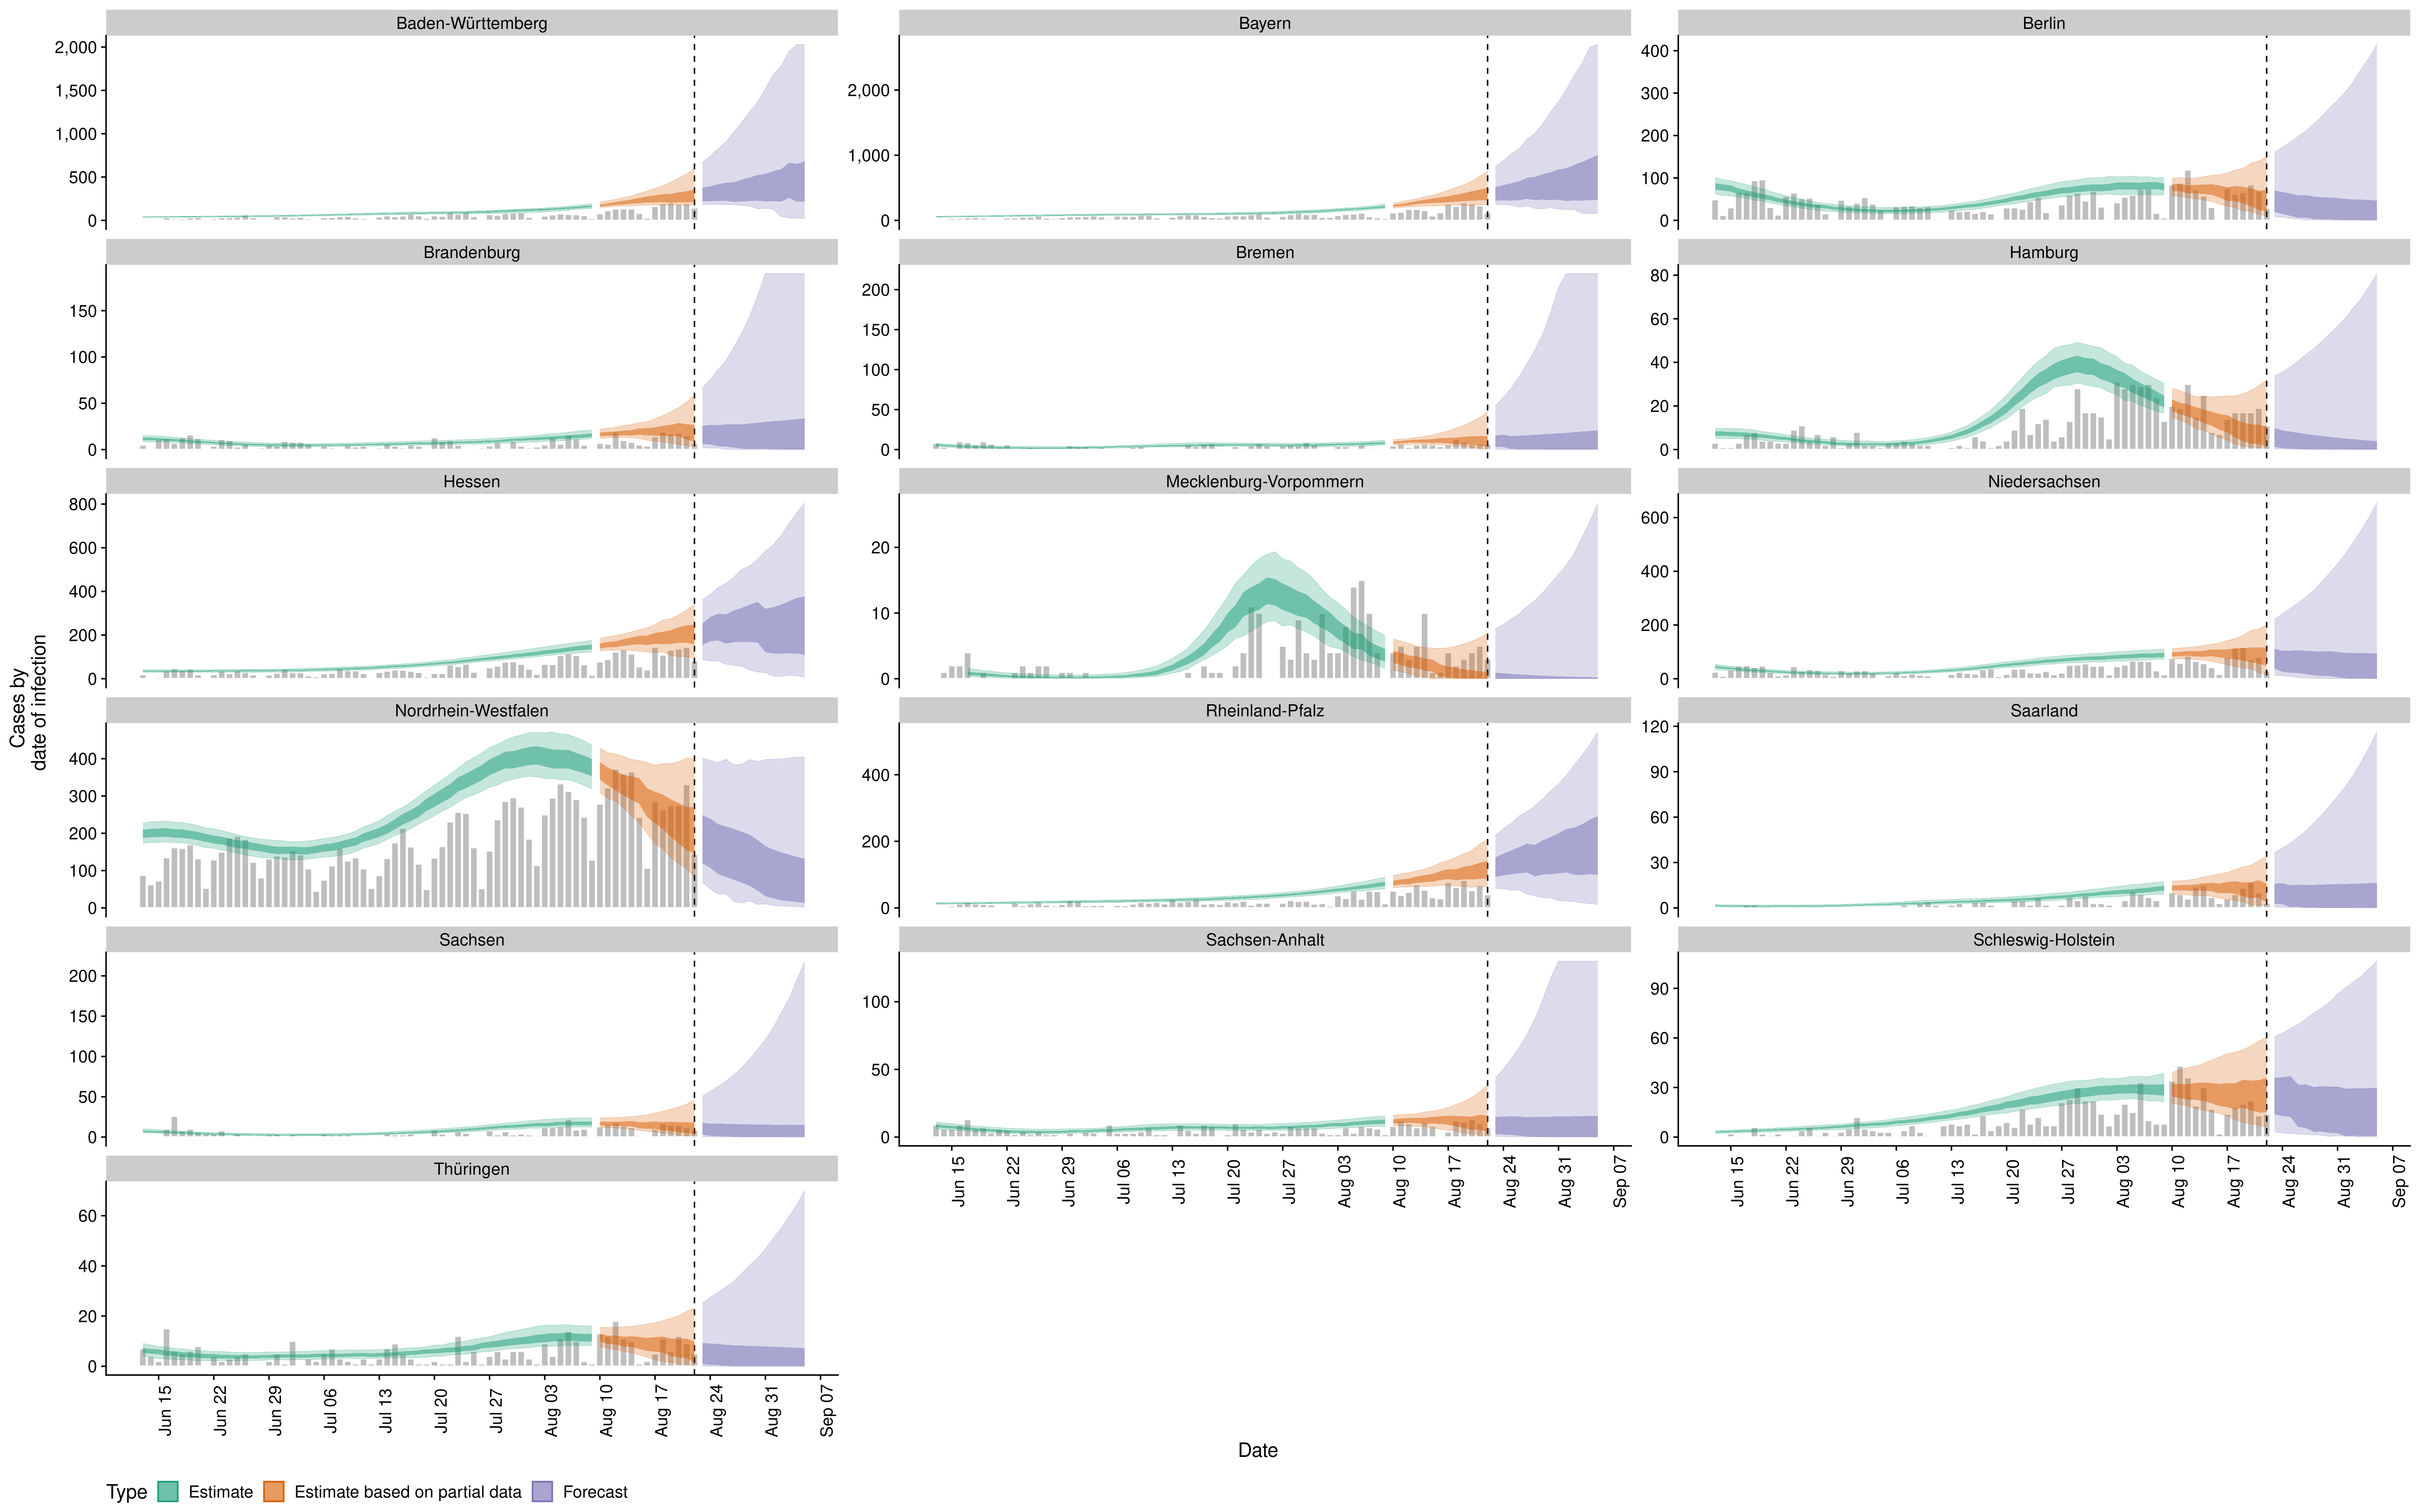 Baden-Württemberg
Bayern
Berlin
2,000
1,500
1,000
500
0
2,000
1,000
0
400
300
200
100
0
Brandenburg
Bremen
Hamburg
150
100
50
0
200
150
100
50
0
80
60
40
20
0
Hessen
Mecklenburg-Vorpommern
Niedersachsen
800
600
400
200
0
20
10
0
600
400
200
0
Cases by
date of infection
Nordrhein-Westfalen
Rheinland-Pfalz
Saarland
400
300
200
100
0
400
200
0
120
90
60
30
0
Sachsen
Sachsen-Anhalt
Schleswig-Holstein
200
150
100
50
0
100
50
0
90
60
30
0
Jun 15
Jun 22
Jun 29
Jul 06
Jul 13
Jul 20
Jul 27
Aug 03
Aug 10
Aug 17
Aug 24
Aug 31
Sep 07
Jun 15
Jun 22
Jun 29
Jul 06
Jul 13
Jul 20
Jul 27
Aug 03
Aug 10
Aug 17
Aug 24
Aug 31
Sep 07
Thüringen
60
40
20
0
Jun 15
Jun 22
Jun 29
Jul 06
Jul 13
Jul 20
Jul 27
Aug 03
Aug 10
Aug 17
Aug 24
Aug 31
Sep 07
Date
Type Estimate Estimate based on partial data Forecast